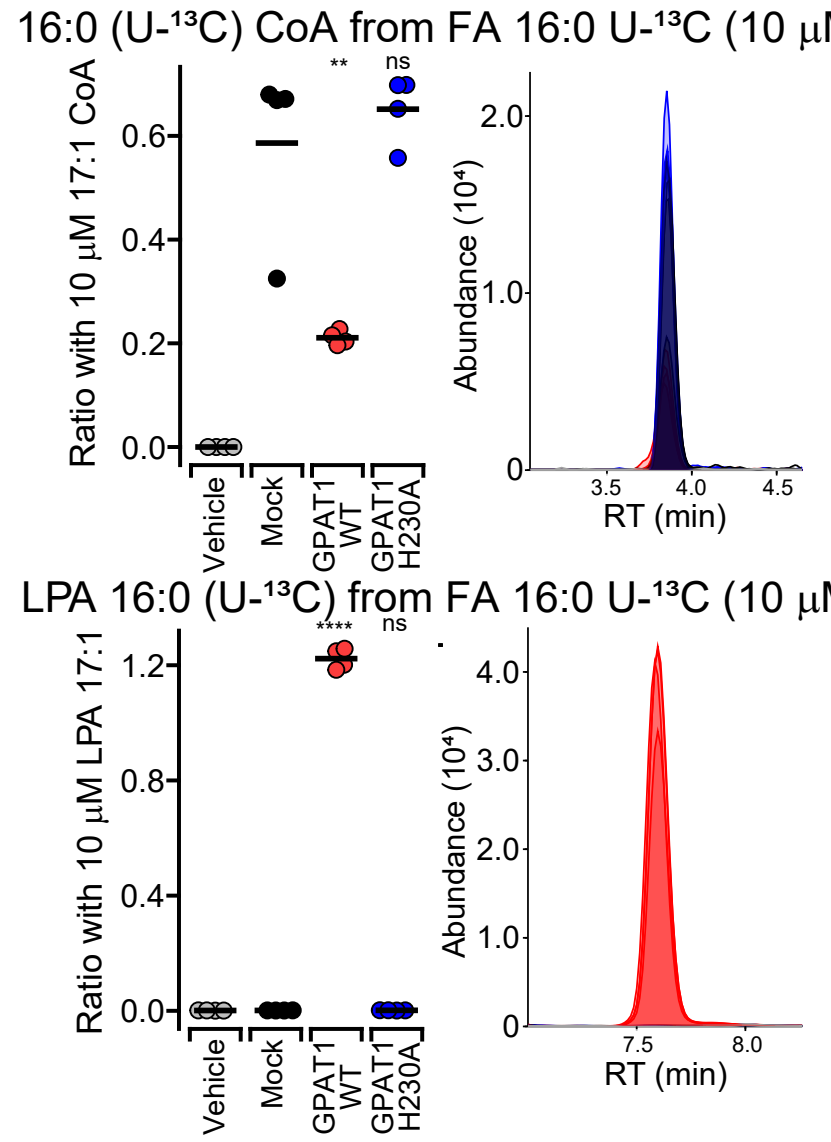 16:0 (U-¹³C) CoA from FA 16:0 U-¹³C (10 μM
Ratio with 10 μM 17:1 CoA
0.6
0.4
0.2
0.0
**
ns
Vehicle
Mock
GPAT1
WT
GPAT1
H230A
Abundance (10⁴)
2.0
1.0
0
3.5
4.0
4.5
RT (min)
LPA 16:0 (U-¹³C) from FA 16:0 U-¹³C (10 μM
Ratio with 10 μM LPA 17:1
1.2
0.8
0.4
0.0
****
ns
Vehicle
Mock
GPAT1
WT
GPAT1
H230A
Abundance (10⁴)
4.0
3.0
2.0
1.0
0
7.5
8.0
RT (min)